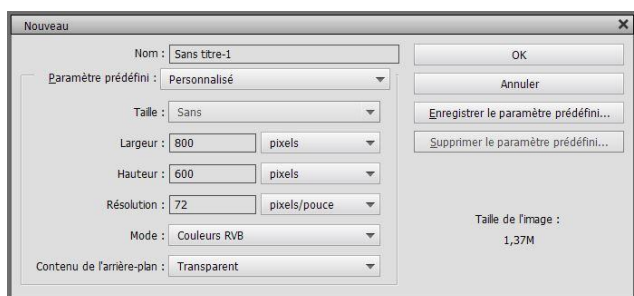 Nouveau
Nom : Sans titre-1
OK
Paramètre prédéfini : Personnalisé
Annuler
Taille : Sans
Enregistrer le paramètre prédéfini...
Largeur : 800 pixels
Supprimer le paramètre prédéfini...
Hauteur : 600 pixels
Résolution : 72 pixels/pouce
Taille de l'image :
1,37M
Mode : Couleurs RVB
Contenu de l'arrière-plan : Transparent